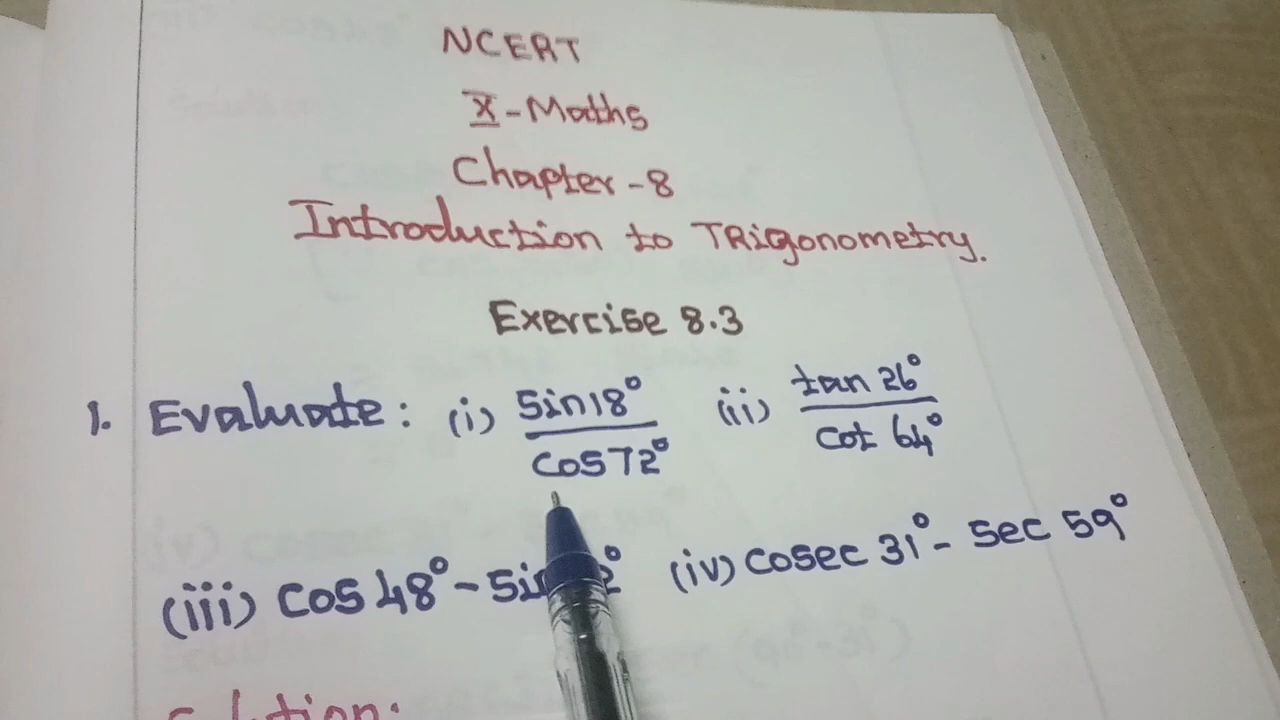 NCERT
X-Maths
Chapter-8
Introduction to TRigonometry.
Exercise 8.3
1. Evaluate: (i) Sin18°/cos72° (ii) tan 26°/cot 64°
(iii) cos 48° - (iv) cosec 31° - sec 59°